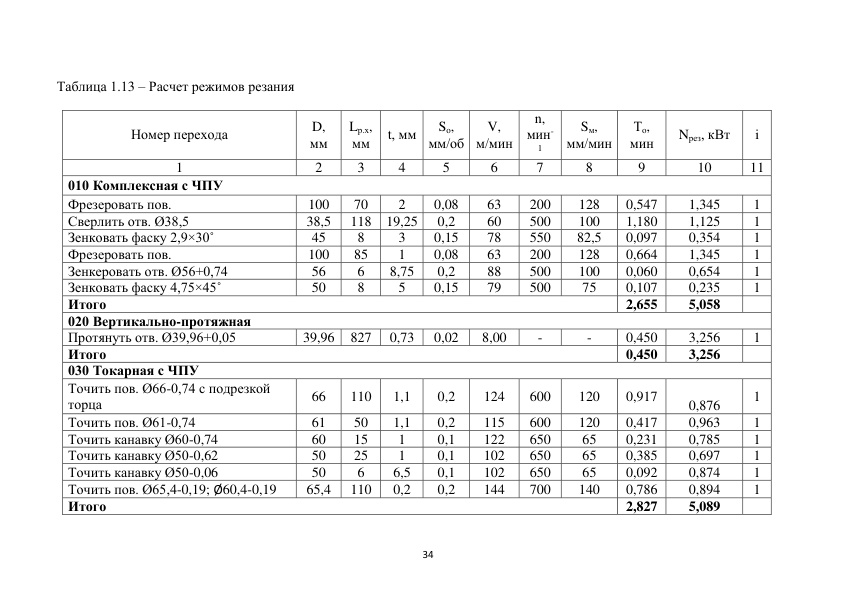 Таблица 1.13 – Расчет режимов резания
Номер перехода D, мм Lр.х, мм t, мм Sо, мм/об V, м/мин n, мин-1 Sм, мм/мин Tо, мин Nрез, кВт i
1 2 3 4 5 6 7 8 9 10 11
010 Комплексная с ЧПУ
Фрезеровать пов. 100 70 2 0,08 63 200 128 0,547 1,345 1
Сверлить отв. Ø38,5 38,5 118 19,25 0,2 60 500 100 1,180 1,125 1
Зенковать фаску 2,9×30˚ 45 8 3 0,15 78 550 82,5 0,097 0,354 1
Фрезеровать пов. 100 85 1 0,08 63 200 128 0,664 1,345 1
Зенкеровать отв. Ø56+0,74 56 6 8,75 0,2 88 500 100 0,060 0,654 1
Зенковать фаску 4,75×45˚ 50 8 5 0,15 79 500 75 0,107 0,235 1
Итого 2,655 5,058
020 Вертикально-протяжная
Протянуть отв. Ø39,96+0,05 39,96 827 0,73 0,02 8,00 - - 0,450 3,256 1
Итого 0,450 3,256
030 Токарная с ЧПУ
Точить пов. Ø66-0,74 с подрезкой
торца 66 110 1,1 0,2 124 600 120 0,917 0,876 1
Точить пов. Ø61-0,74 61 50 1,1 0,2 115 600 120 0,417 0,963 1
Точить канавку Ø60-0,74 60 15 1 0,1 122 650 65 0,231 0,785 1
Точить канавку Ø50-0,62 50 25 1 0,1 102 650 65 0,385 0,697 1
Точить канавку Ø50-0,06 50 6 6,5 0,1 102 650 65 0,092 0,874 1
Точить пов. Ø65,4-0,19; Ø60,4-0,19 65,4 110 0,2 0,2 144 700 140 0,786 0,894 1
Итого 2,827 5,089
34